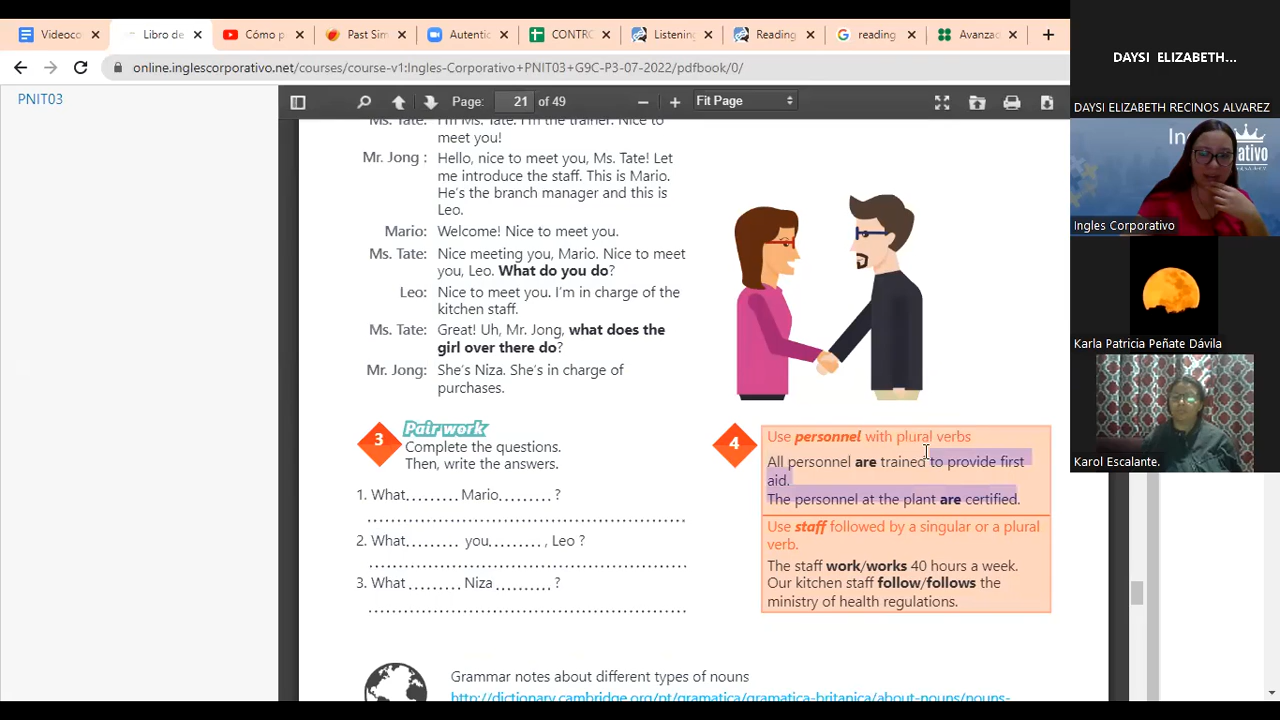 Videoco
Libro de
Cómo p
Past Sim
Autentic
CONTRC
Listening
Reading
reading
Avanzad
online.inglescorporativo.net/courses/course-v1:Ingles-Corporativo+PNIT03+G9C-P3-07-2022/pdfbook/0/
PNIT03
Page: 21 of 49
Fit Page
Ms. Tate: I'm Ms. Tate. I'm the trainer. Nice to
meet you!
Mr. Jong : Hello, nice to meet you, Ms. Tate! Let
me introduce the staff. This is Mario.
He's the branch manager and this is
Leo.
Mario: Welcome! Nice to meet you.
Ms. Tate: Nice meeting you, Mario. Nice to meet
you, Leo. What do you do?
Leo: Nice to meet you. I'm in charge of the
kitchen staff.
Ms. Tate: Great! Uh, Mr. Jong, what does the
girl over there do?
Mr. Jong: She's Niza. She's in charge of
purchases.
3
Pair work
Complete the questions.
Then, write the answers.
1. What........ Mario......... ?
2. What........ you........ , Leo ?
3. What ........ Niza ......... ?
4
Use personnel with plural verbs
All personnel are trained to provide first
aid.
The personnel at the plant are certified.
Use staff followed by a singular or a plural
verb.
The staff work/works 40 hours a week.
Our kitchen staff follow/follows the
ministry of health regulations.
Grammar notes about different types of nouns
http://dictionary.cambridge.org/pt/gramatica/gramatica-britanica/about-nouns/nouns-
DAYSI ELIZABETH...
DAYSI ELIZABETH RECINOS ALVAREZ
Ingles Corporativo
Karla Patricia Peñate Dávila
Karol Escalante.